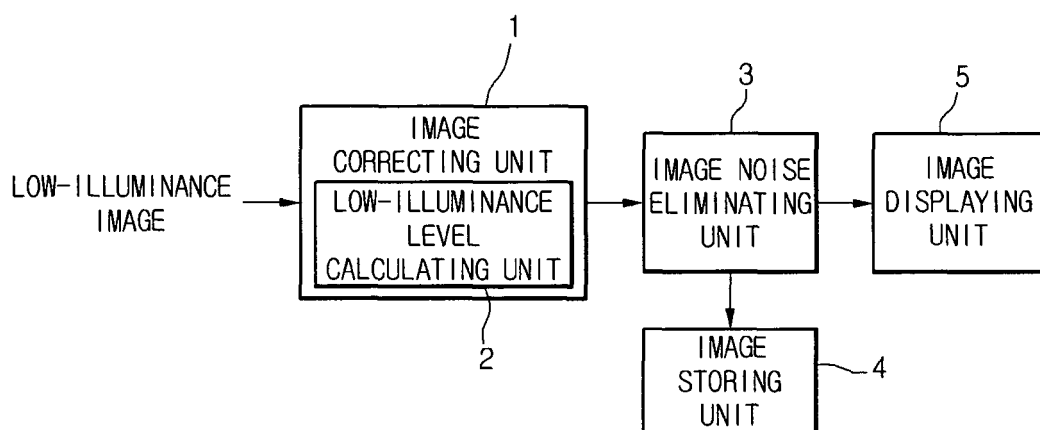 1
3
5
IMAGE
CORRECTING UNIT
LOW-ILLUMINANCE
IMAGE
LOW-ILLUMINANCE
LEVEL
CALCULATING UNIT
IMAGE NOISE
ELIMINATING
UNIT
IMAGE
DISPLAYING
UNIT
2
IMAGE
STORING
UNIT
4